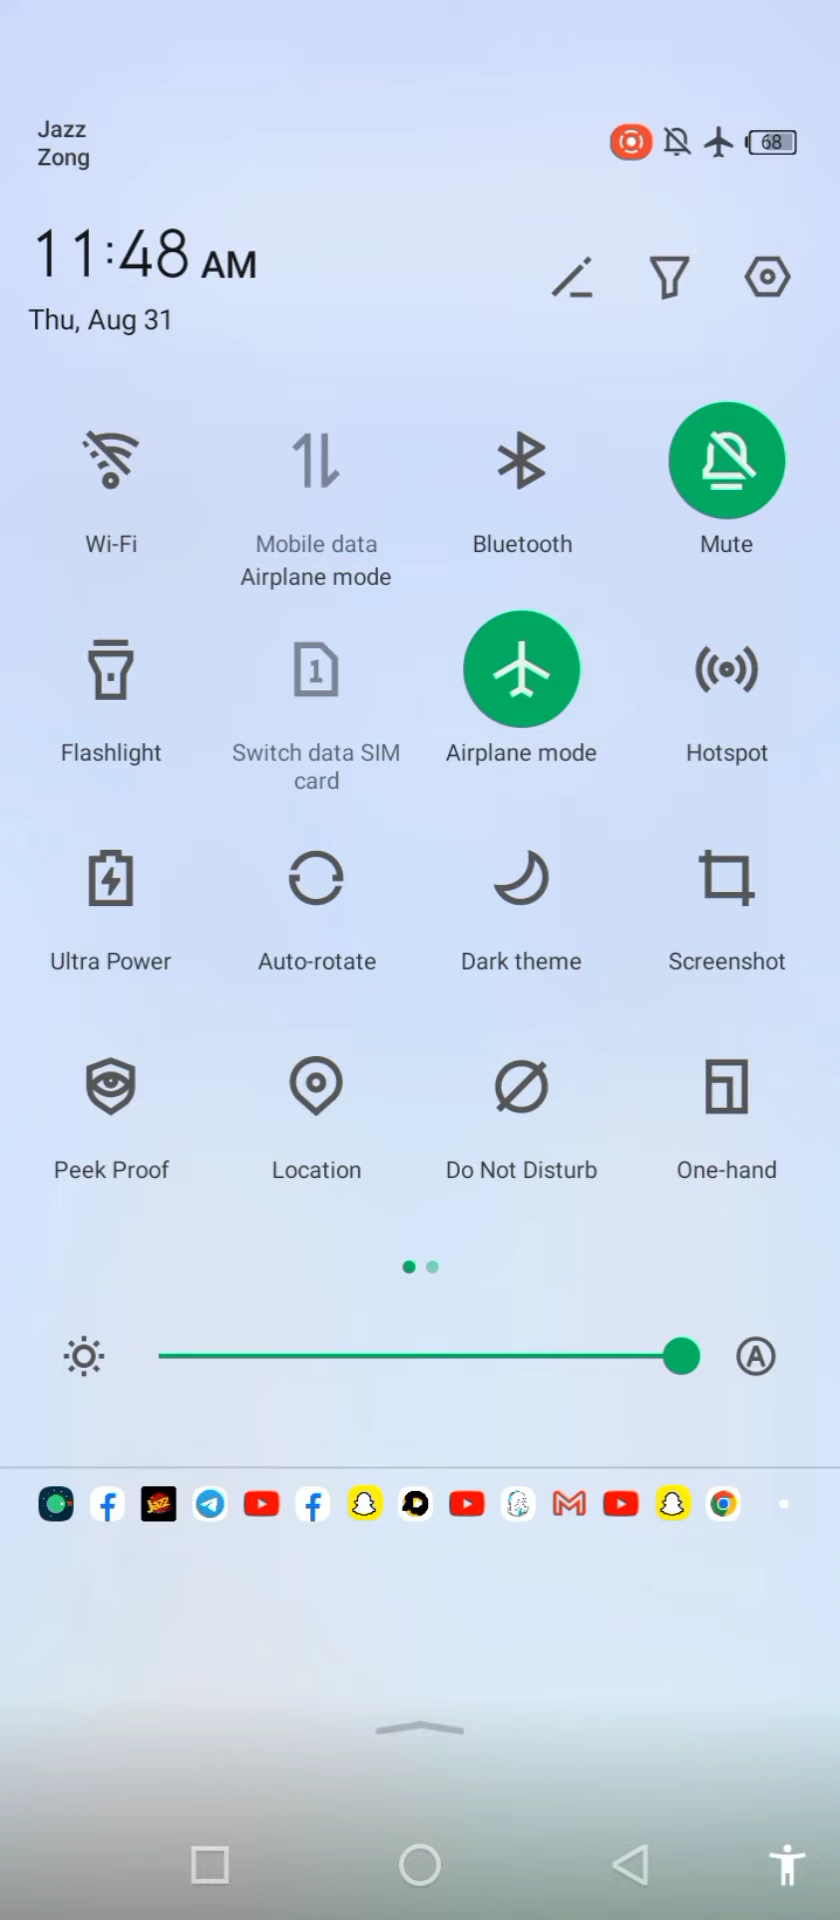 Jazz
Zong
68
11:48 AM
Thu, Aug 31
Wi-Fi
Mobile data
Airplane mode
Bluetooth
Mute
Flashlight
1
Switch data SIM
card
Airplane mode
Hotspot
Ultra Power
Auto-rotate
Dark theme
Screenshot
Peek Proof
Location
Do Not Disturb
One-hand
A
Jazz